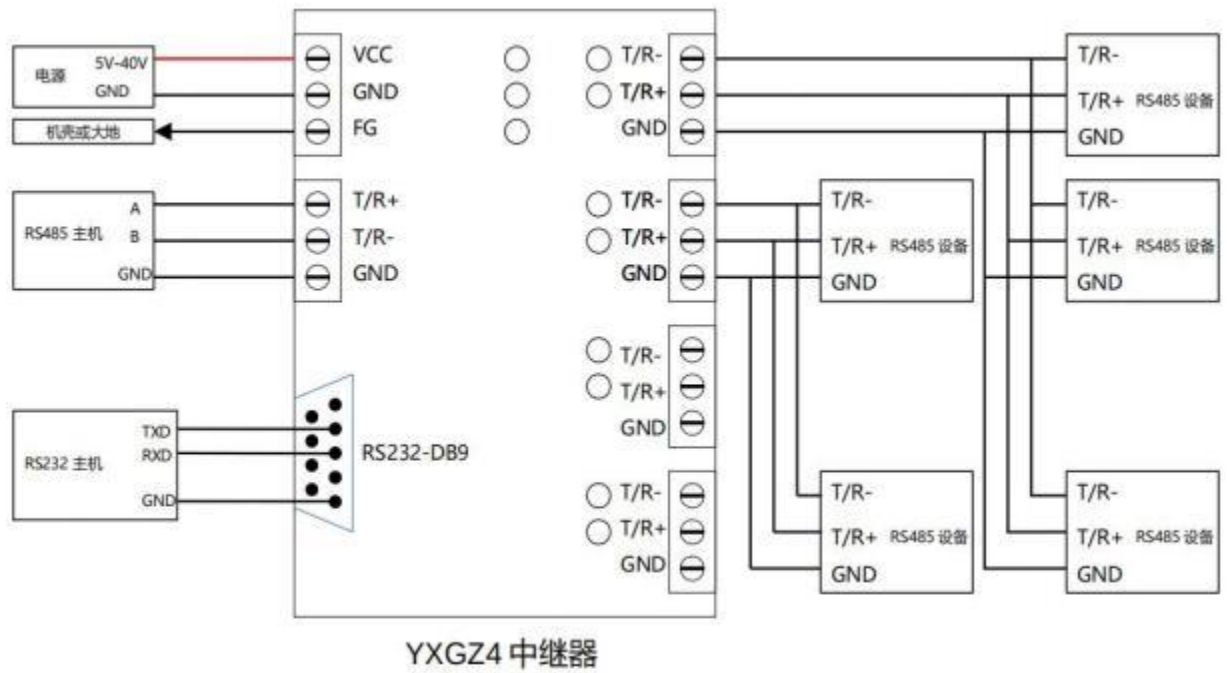 电源
5V-40V
GND
机壳或大地
RS485 主机
A
B
GND
RS232 主机
TXD
RXD
GND
VCC
GND
FG
T/R+
T/R-
GND
RS232-DB9
T/R-
T/R+
GND
T/R-
T/R+
GND
T/R-
T/R+
GND
T/R-
T/R+
GND
T/R-
T/R+ RS485 设备
GND
T/R-
T/R+ RS485 设备
GND
T/R-
T/R+ RS485 设备
GND
T/R-
T/R+ RS485 设备
GND
T/R-
T/R+ RS485 设备
GND
YXGZ4 中继器